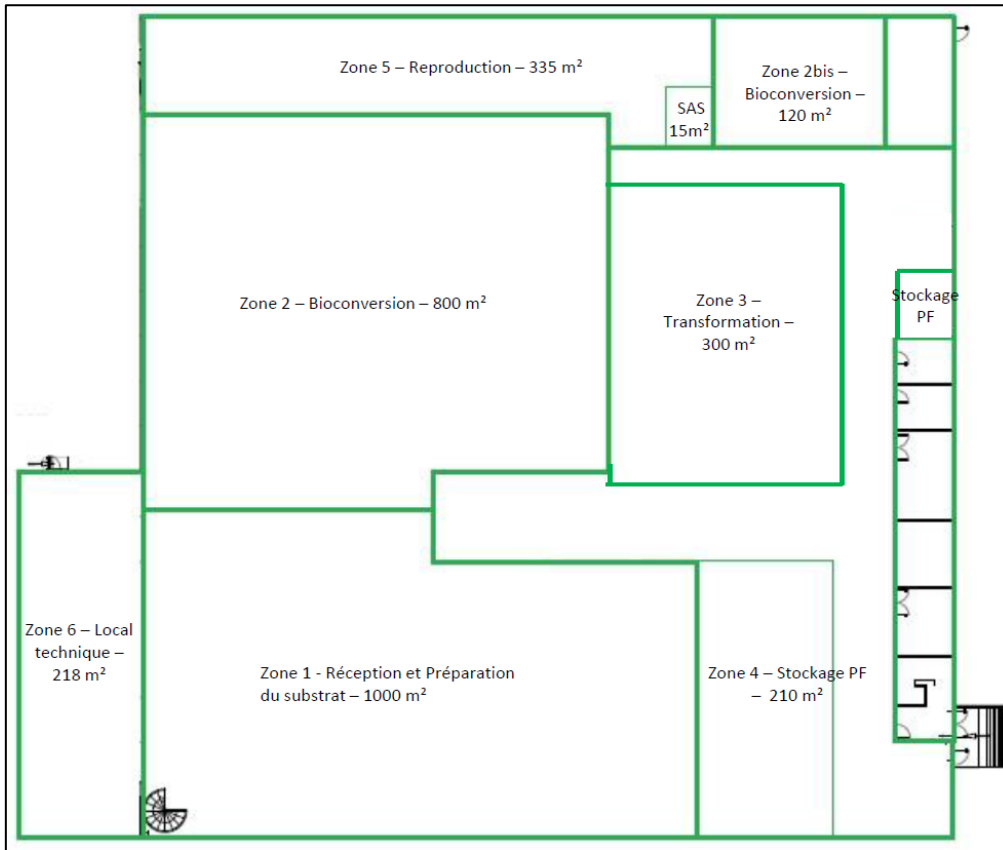 Zone 5 – Reproduction – 335 m²
Zone 2bis –
Bioconversion –
120 m²
SAS
15m²
Zone 2 – Bioconversion – 800 m²
Zone 3 –
Transformation –
300 m²
Stockage
PF
Zone 6 – Local
technique –
218 m²
Zone 1 - Réception et Préparation
du substrat – 1000 m²
Zone 4 – Stockage PF
– 210 m²